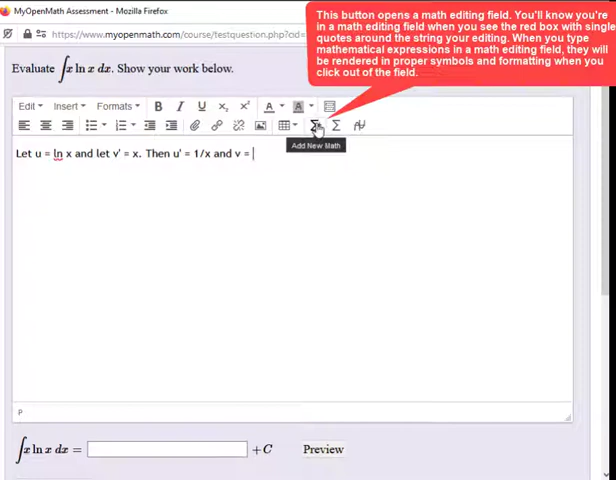 MyOpenMath Assessment - Mozilla Firefox
https://www.myopenmath.com/course/testquestion.php?qsid=
This button opens a math editing field. You'll know you're
in a math editing field when you see the red box with single
quotes around the string your editing. When you type
mathematical expressions in a math editing field, they will
be rendered in proper symbols and formatting when you
click out of the field.
Evaluate ∫x ln x dx. Show your work below.
Edit Insert Formats B I U x₂ x² A A
Σ
Add New Math
Let u = ln x and let v' = x. Then u' = 1/x and v =
P
∫x ln x dx = +C Preview